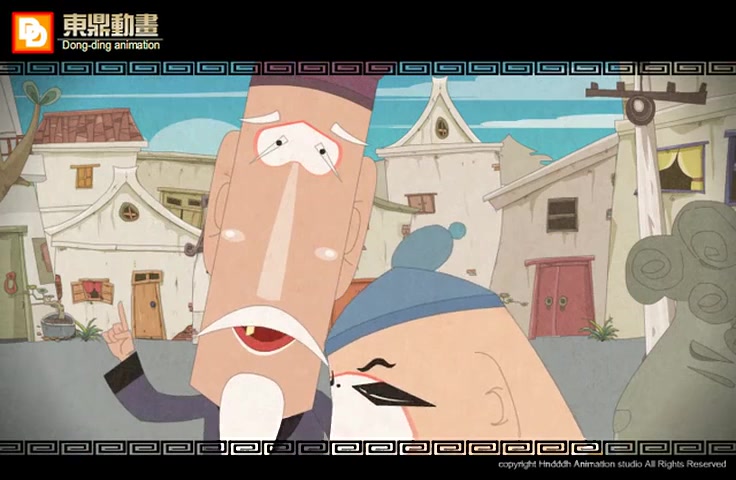 東鼎動畫
Dong-ding animation
copyright Hndddh Animation studio All Rights Reserved